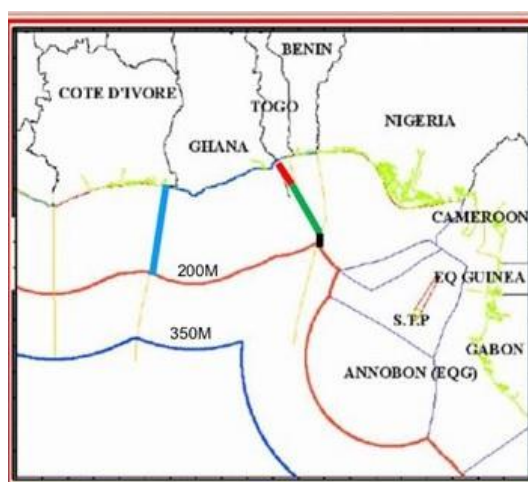 BENIN
COTE D'IVORE
TOGO
NIGERIA
GHANA
CAMEROON
200M
EQ GUINEA
S.T.P
350M
GABON
ANNOBON (EQG)